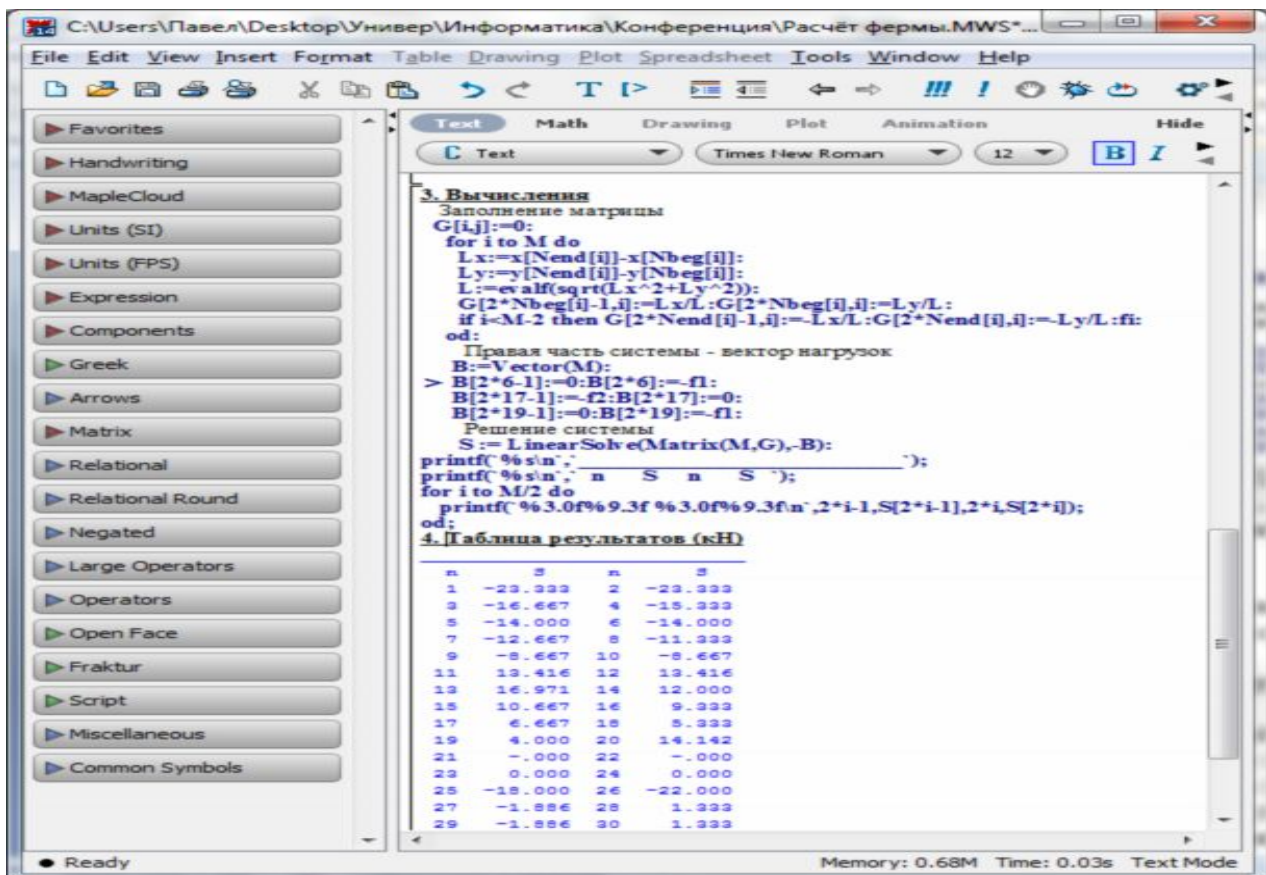 C:\Users\Павел\Desktop\Универ\Информатика\Конференция\Расчёт фермы.MWS*...
File Edit View Insert Format Table Drawing Plot Spreadsheet Tools Window Help
Favorites
Handwriting
MapleCloud
Units (SI)
Units (FPS)
Expression
Components
Greek
Arrows
Matrix
Relational
Relational Round
Negated
Large Operators
Operators
Open Face
Fraktur
Script
Miscellaneous
Common Symbols
Text Math Drawing Plot Animation Hide
C Text Times New Roman 12 B I
3. Вычисления
Заполнение матрицы
G[i,j]:=0:
for i to M do
Lx:=x[Nend[i]]-x[Nbeg[i]]:
Ly:=y[Nend[i]]-y[Nbeg[i]]:
L:=evalf(sqrt(Lx^2+Ly^2)):
G[2*Nbeg[i]-1,i]:=Lx/L:G[2*Nbeg[i],i]:=Ly/L:
if i<M-2 then G[2*Nend[i]-1,i]:=-Lx/L:G[2*Nend[i],i]:=-Ly/L:fi:
od:
Правая часть системы - вектор нагрузок
B:=Vector(M):
> B[2*6-1]:=0:B[2*6]:=-f1:
B[2*17-1]:=-f2:B[2*17]:=0:
B[2*19-1]:=0:B[2*19]:=-f1:
Решение системы
S := LinearSolve(Matrix(M,G),-B):
printf(`%s\n`,`______________________________`);
printf(`%s\n`,` n S n S `);
for i to M/2 do
printf(`%3.0f%9.3f %3.0f%9.3f\n`,2*i-1,S[2*i-1],2*i,S[2*i]);
od;
4. Таблица результатов (кН)
n S n S
1 -23.333 2 -23.333
3 -16.667 4 -15.333
5 -14.000 6 -14.000
7 -12.667 8 -11.333
9 -8.667 10 -8.667
11 13.416 12 13.416
13 16.971 14 12.000
15 10.667 16 9.333
17 6.667 18 5.333
19 4.000 20 14.142
21 -.000 22 -.000
23 0.000 24 0.000
25 -18.000 26 -22.000
27 -1.886 28 1.333
29 -1.886 30 1.333
Ready
Memory: 0.68M Time: 0.03s Text Mode